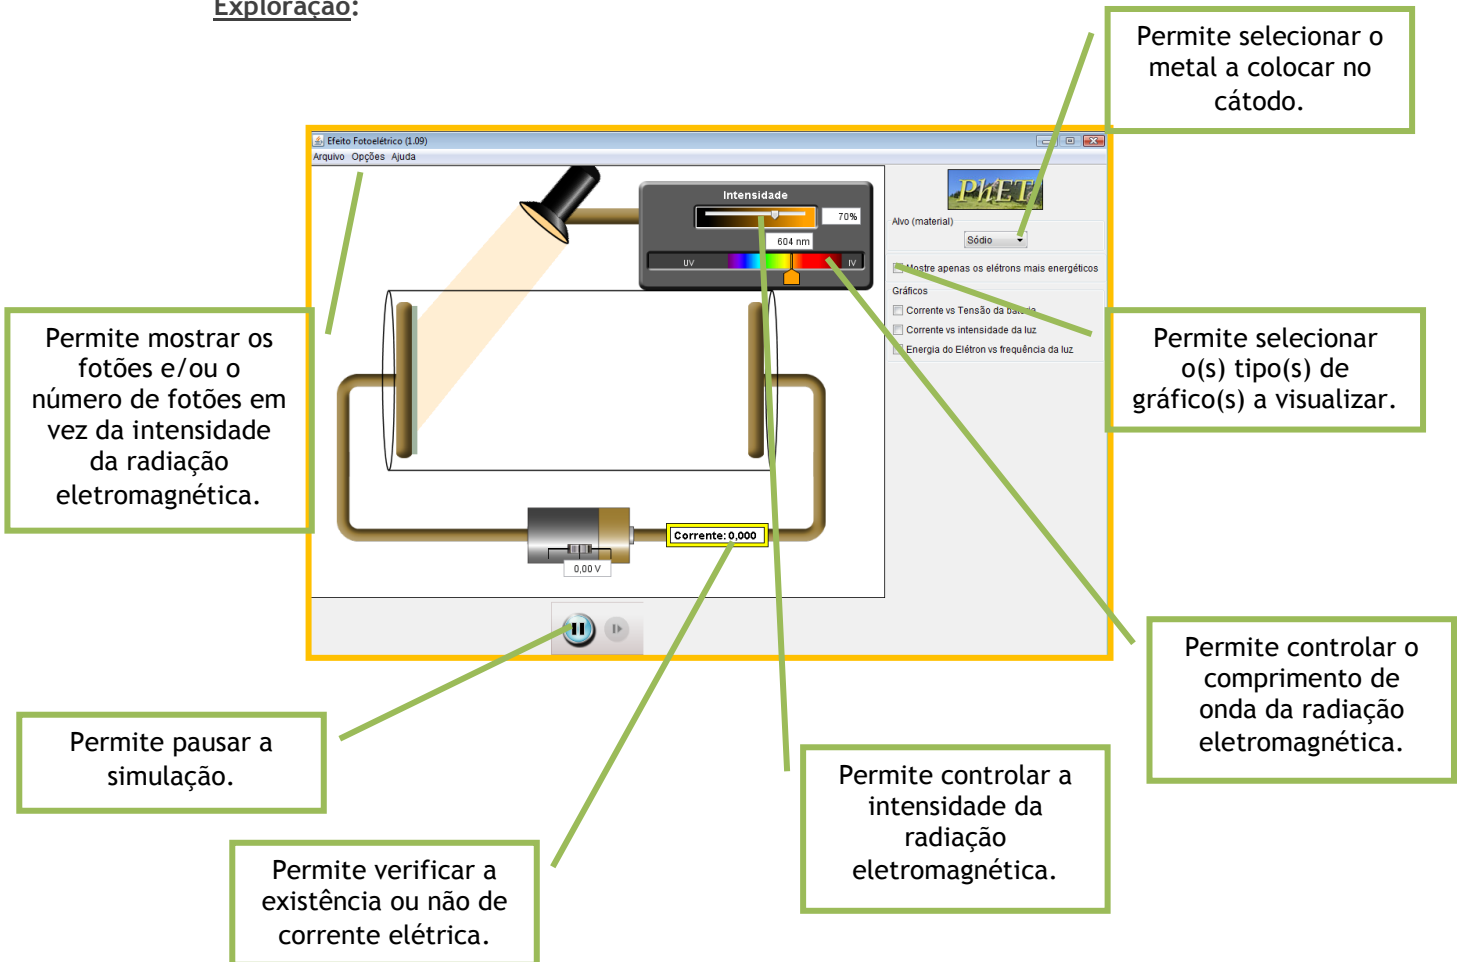 Exploração:
Permite selecionar o
metal a colocar no
cátodo.
Efeito Fotoelétrico (1.09)
Arquivo Opções Ajuda
Intensidade
70%
604 nm
UV
IV
PhET
Alvo (material)
Sódio
Mostre apenas os elétrons mais energéticos
Gráficos
Corrente vs Tensão da bateria
Corrente vs intensidade da luz
Energia do Elétron vs frequência da luz
Permite mostrar os
fotões e/ou o
número de fotões em
vez da intensidade
da radiação
eletromagnética.
Permite selecionar
o(s) tipo(s) de
gráfico(s) a visualizar.
Corrente: 0,000
0,00 V
Permite controlar o
comprimento de
onda da radiação
eletromagnética.
Permite pausar a
simulação.
Permite controlar a
intensidade da
radiação
eletromagnética.
Permite verificar a
existência ou não de
corrente elétrica.